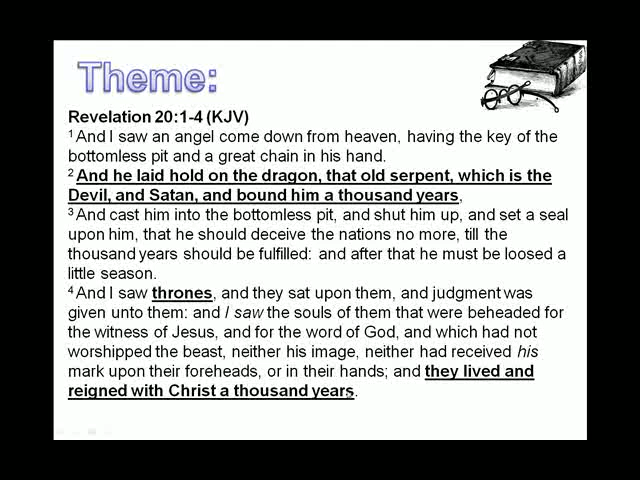 Theme:
Revelation 20:1-4 (KJV)
1 And I saw an angel come down from heaven, having the key of the
bottomless pit and a great chain in his hand.
2 And he laid hold on the dragon, that old serpent, which is the
Devil, and Satan, and bound him a thousand years,
3 And cast him into the bottomless pit, and shut him up, and set a seal
upon him, that he should deceive the nations no more, till the
thousand years should be fulfilled: and after that he must be loosed a
little season.
4 And I saw thrones, and they sat upon them, and judgment was
given unto them: and I saw the souls of them that were beheaded for
the witness of Jesus, and for the word of God, and which had not
worshipped the beast, neither his image, neither had received his
mark upon their foreheads, or in their hands; and they lived and
reigned with Christ a thousand years.